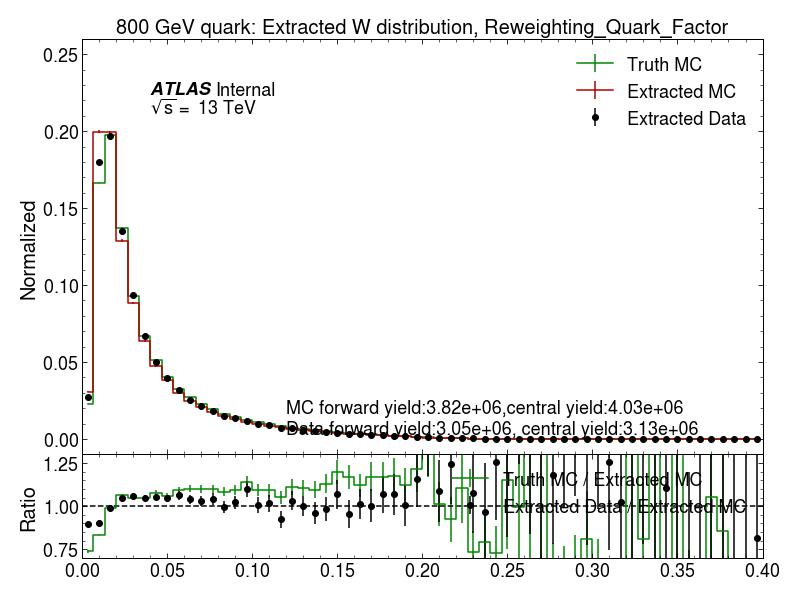 800 GeV quark: Extracted W distribution, Reweighting_Quark_Factor
0.25
0.20
0.15
0.10
0.05
0.00
Normalized
ATLAS Internal
√s = 13 TeV
Truth MC
Extracted MC
Extracted Data
MC forward yield:3.82e+06,central yield:4.03e+06
Data forward yield:3.05e+06, central yield:3.13e+06
1.25
1.00
0.75
Ratio
Truth MC / Extracted MC
Extracted Data / Extracted MC
0.00 0.05 0.10 0.15 0.20 0.25 0.30 0.35 0.40